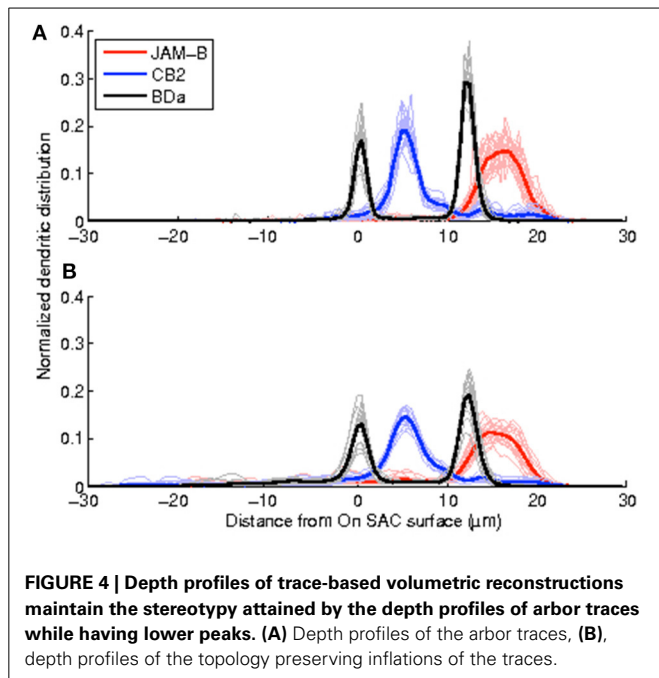 A
0.4
JAM–B
CB2
BDa
0.3
0.2
0.1
0
–30 –20 –10 0 10 20 30
Normalized dendritic distribution
B
0.4
0.3
0.2
0.1
0
–30 –20 –10 0 10 20 30
Distance from On SAC surface (μm)
FIGURE 4 | Depth profiles of trace-based volumetric reconstructions
maintain the stereotypy attained by the depth profiles of arbor traces
while having lower peaks. (A) Depth profiles of the arbor traces, (B),
depth profiles of the topology preserving inflations of the traces.